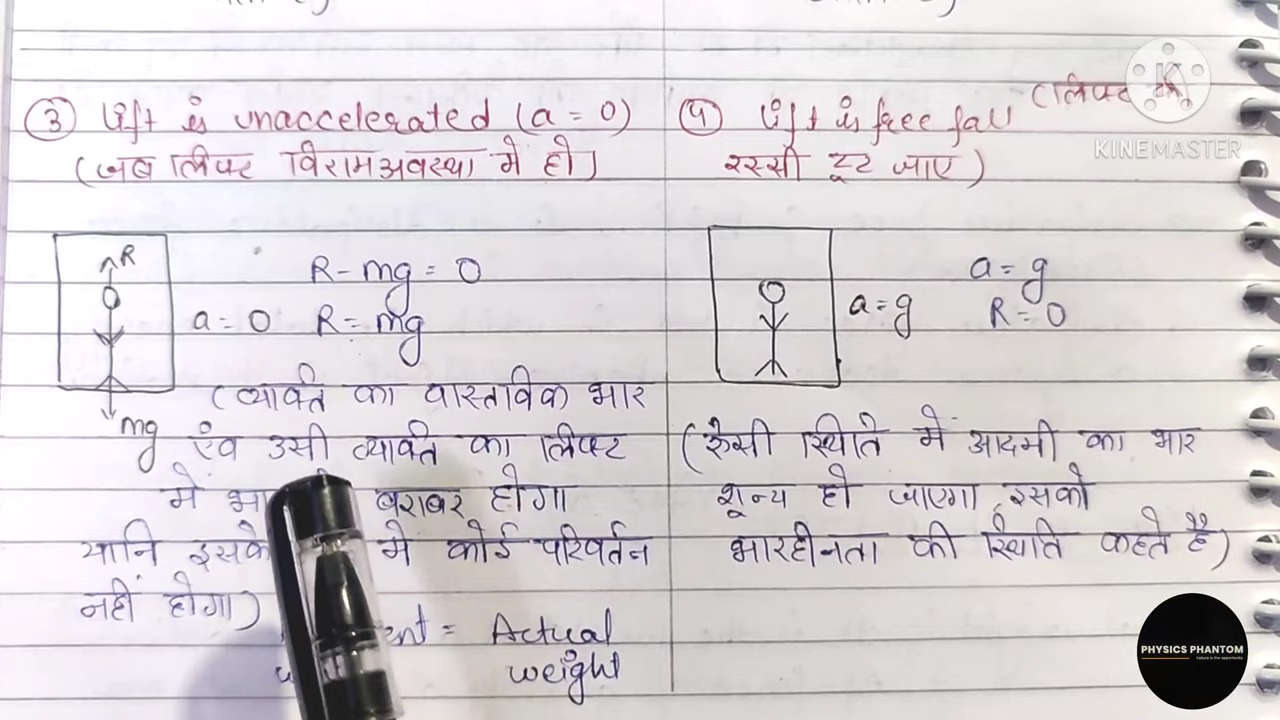 ③ lift is unaccelerated (a = 0)
(जब लिफ्ट विरामअवस्था में हो)
R
a = 0
mg
R - mg = 0
R = mg
(व्यक्ति का वास्तविक भार
एंव उसी व्यक्ति का लिफ्ट
मे बराबर होगा
यानि इसके मे कोई परिवर्तन
नहीं होगा)
= Actual
weight
(लिफ्ट
④ lift is free fall
रस्सी टूट जाए)
a = g
a = g
R = 0
(ऐसी स्थिति में आदमी का भार
शून्य हो जाएगा इसको
भारहीनता की स्थिति कहते है)
KINEMASTER
PHYSICS PHANTOM